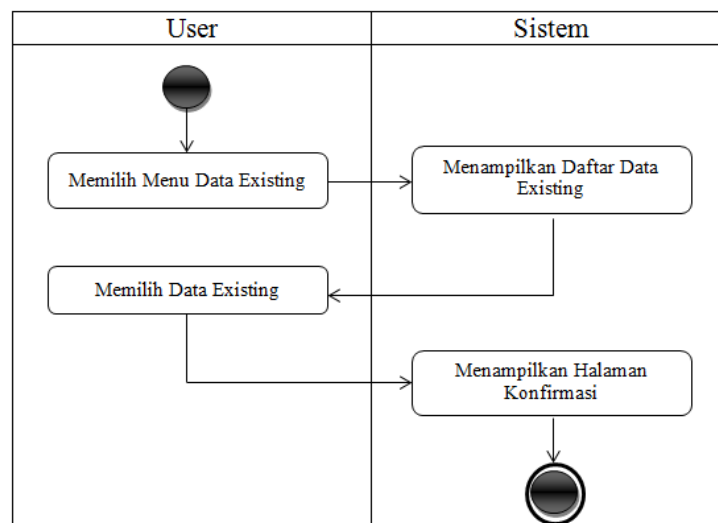 User
Sistem
Memilih Menu Data Existing
Menampilkan Daftar Data
Existing
Memilih Data Existing
Menampilkan Halaman
Konfirmasi